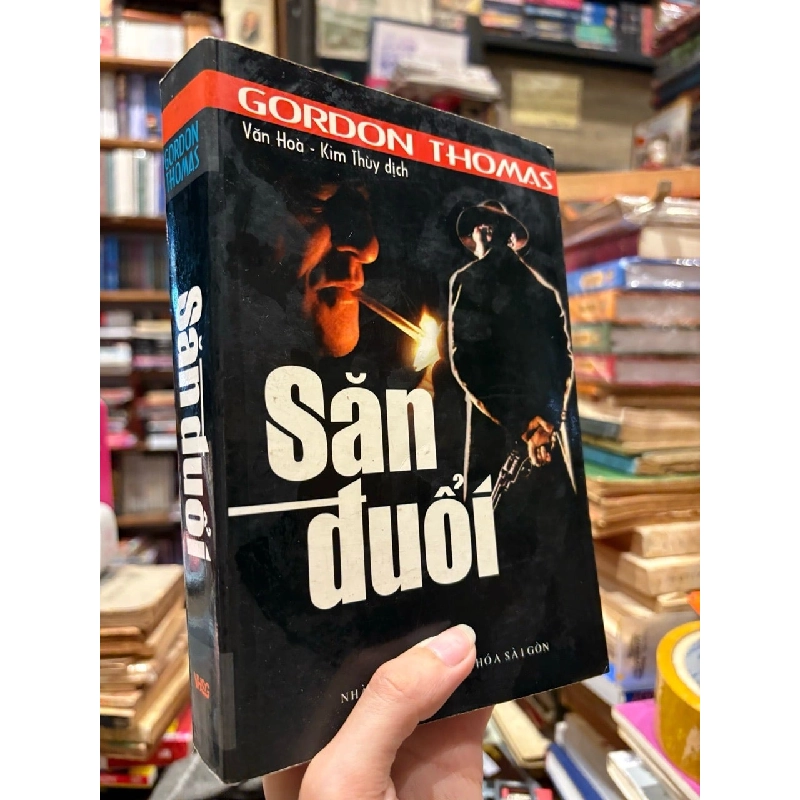 GORDON THOMAS
Văn Hoà - Kim Thùy dịch
Săn
đuổi
HÓA SÀI GÒN
GORDON
THOMAS
Săn đuổi